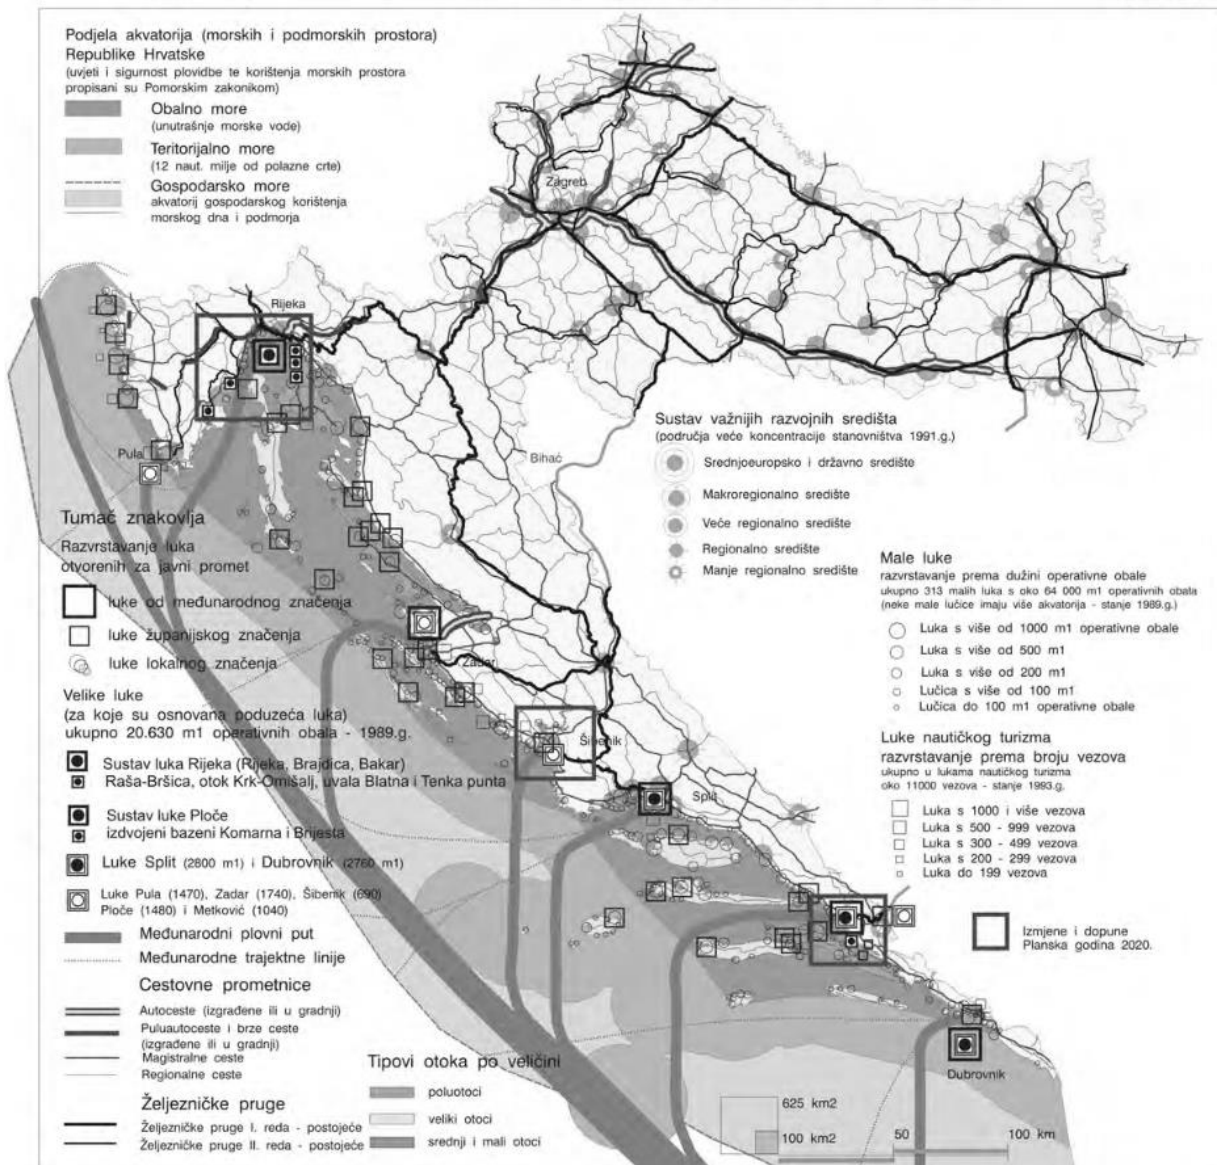 Podjela akvatorija (morskih i podmorskih prostora)
Republike Hrvatske
(uvjeti i sigurnost plovidbe te korištenja morskih prostora
propisani su Pomorskim zakonikom)
Obalno more
(unutrašnje morske vode)
Teritorijalno more
(12 naut. milje od polazne crte)
Gospodarsko more
akvatorij gospodarskog korištenja
morskog dna i podmorja
Zagreb
Rijeka
Pula
Bihać
Zadar
Šibenik
Split
Dubrovnik
Sustav važnijih razvojnih središta
(područja veće koncentracije stanovništva 1991.g.)
Srednjoeuropsko i državno središte
Makroregionalno središte
Veće regionalno središte
Regionalno središte
Manje regionalno središte
Tumač znakovlja
Razvrstavanje luka
otvorenih za javni promet
luke od međunarodnog značenja
luke županijskog značenja
luke lokalnog značenja
Velike luke
(za koje su osnovana poduzeća luka)
ukupno 20.630 m1 operativnih obala - 1989.g.
Sustav luka Rijeka (Rijeka, Brajdica, Bakar)
Raša-Bršica, otok Krk-Omišalj, uvala Blatna i Tenka punta
Sustav luke Ploče
izdvojeni bazeni Komarna i Brijesta
Luke Split (2800 m1) i Dubrovnik (2760 m1)
Luke Pula (1470), Zadar (1740), Šibenik (690)
Ploče (1480) i Metković (1040)
Međunarodni plovni put
Međunarodne trajektne linije
Cestovne prometnice
Autoceste (izgrađene ili u gradnji)
Puluautoceste i brze ceste
(izgrađene ili u gradnji)
Magistralne ceste
Regionalne ceste
Željezničke pruge
Željezničke pruge I. reda - postojeće
Željezničke pruge II. reda - postojeće
Tipovi otoka po veličini
poluotoci
veliki otoci
srednji i mali otoci
Male luke
razvrstavanje prema dužini operativne obale
ukupno 313 malih luka s oko 64 000 m1 operativnih obala
(neke male lučice imaju više akvatorija - stanje 1989.g.)
Luka s više od 1000 m1 operativne obale
Luka s više od 500 m1
Luka s više od 200 m1
Lučica s više od 100 m1
Lučica do 100 m1 operativne obale
Luke nautičkog turizma
razvrstavanje prema broju vezova
ukupno u lukama nautičkog turizma
oko 11000 vezova - stanje 1993.g.
Luka s 1000 i više vezova
Luka s 500 - 999 vezova
Luka s 300 - 499 vezova
Luka s 200 - 299 vezova
Luka do 199 vezova
Izmjene i dopune
Planska godina 2020.
625 km2
100 km2
50
100 km